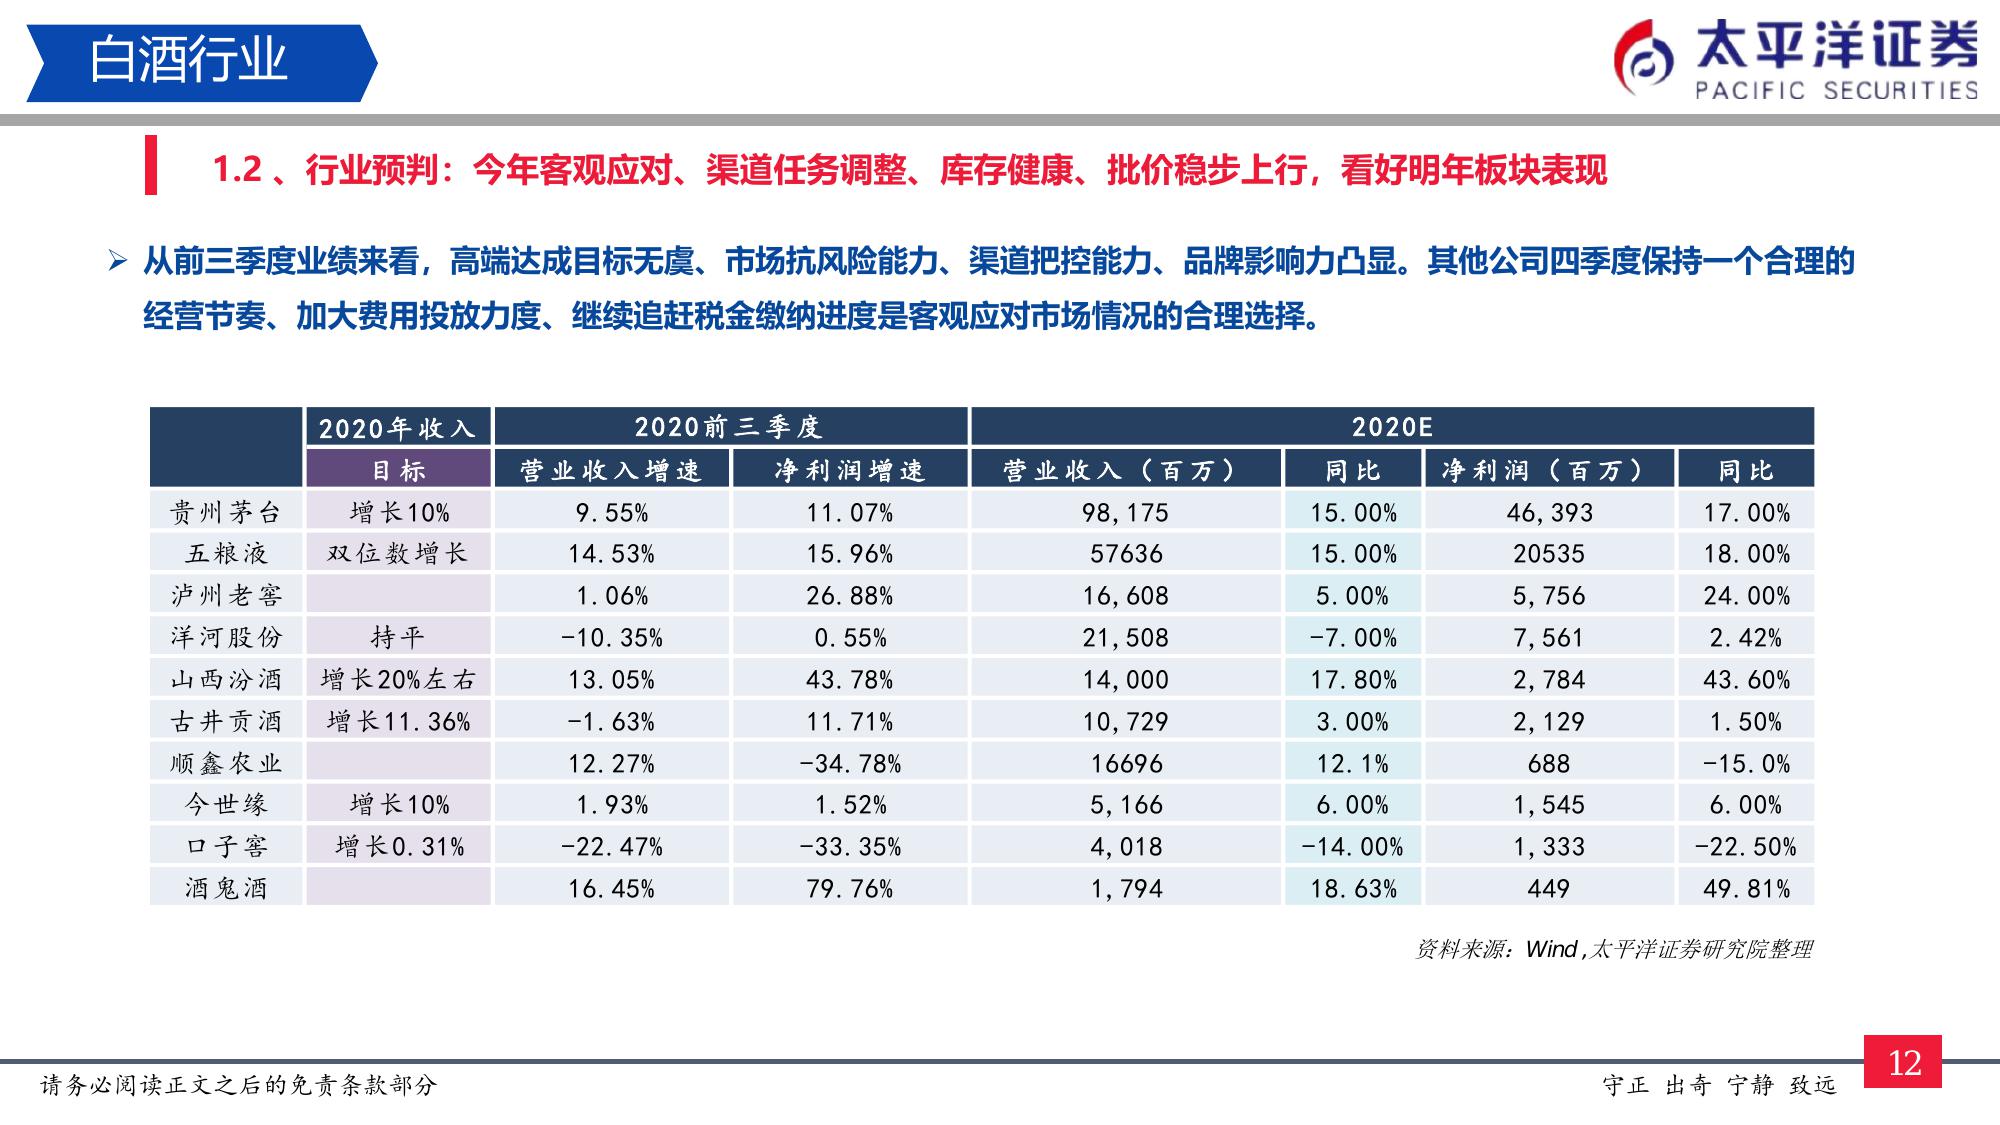 白酒行业
太平洋证券
PACIFIC SECURITIES
1.2 、行业预判：今年客观应对、渠道任务调整、库存健康、批价稳步上行，看好明年板块表现
➢ 从前三季度业绩来看，高端达成目标无虞、市场抗风险能力、渠道把控能力、品牌影响力凸显。其他公司四季度保持一个合理的
经营节奏、加大费用投放力度、继续追赶税金缴纳进度是客观应对市场情况的合理选择。
2020年收入 2020前三季度 2020E
目标 营业收入增速 净利润增速 营业收入（百万） 同比 净利润（百万） 同比
贵州茅台 增长10% 9.55% 11.07% 98,175 15.00% 46,393 17.00%
五粮液 双位数增长 14.53% 15.96% 57636 15.00% 20535 18.00%
泸州老窖 1.06% 26.88% 16,608 5.00% 5,756 24.00%
洋河股份 持平 -10.35% 0.55% 21,508 -7.00% 7,561 2.42%
山西汾酒 增长20%左右 13.05% 43.78% 14,000 17.80% 2,784 43.60%
古井贡酒 增长11.36% -1.63% 11.71% 10,729 3.00% 2,129 1.50%
顺鑫农业 12.27% -34.78% 16696 12.1% 688 -15.0%
今世缘 增长10% 1.93% 1.52% 5,166 6.00% 1,545 6.00%
口子窖 增长0.31% -22.47% -33.35% 4,018 -14.00% 1,333 -22.50%
酒鬼酒 16.45% 79.76% 1,794 18.63% 449 49.81%
资料来源：Wind ,太平洋证券研究院整理
请务必阅读正文之后的免责条款部分
守正 出奇 宁静 致远
12